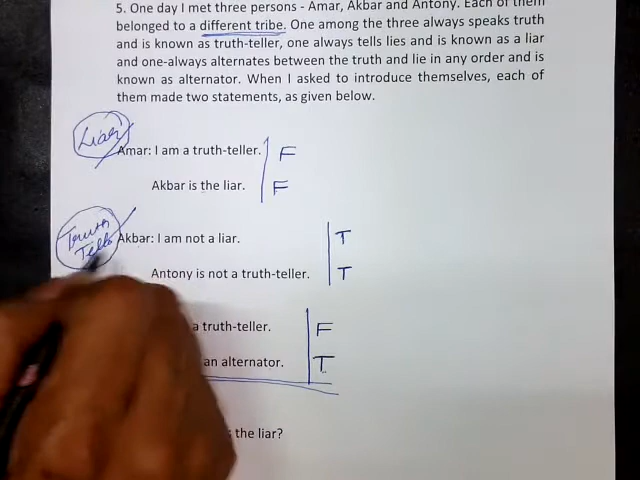 5. One day I met three persons - Amar, Akbar and Antony. Each of them
belonged to a different tribe. One among the three always speaks truth
and is known as truth-teller, one always tells lies and is known as a liar
and one-always alternates between the truth and lie in any order and is
known as alternator. When I asked to introduce themselves, each of
them made two statements, as given below.
Liar
Amar: I am a truth-teller. F
Akbar is the liar. F
Truth
Teller
Akbar: I am not a liar. T
Antony is not a truth-teller. T
a truth-teller. F
an alternator. T
the liar?